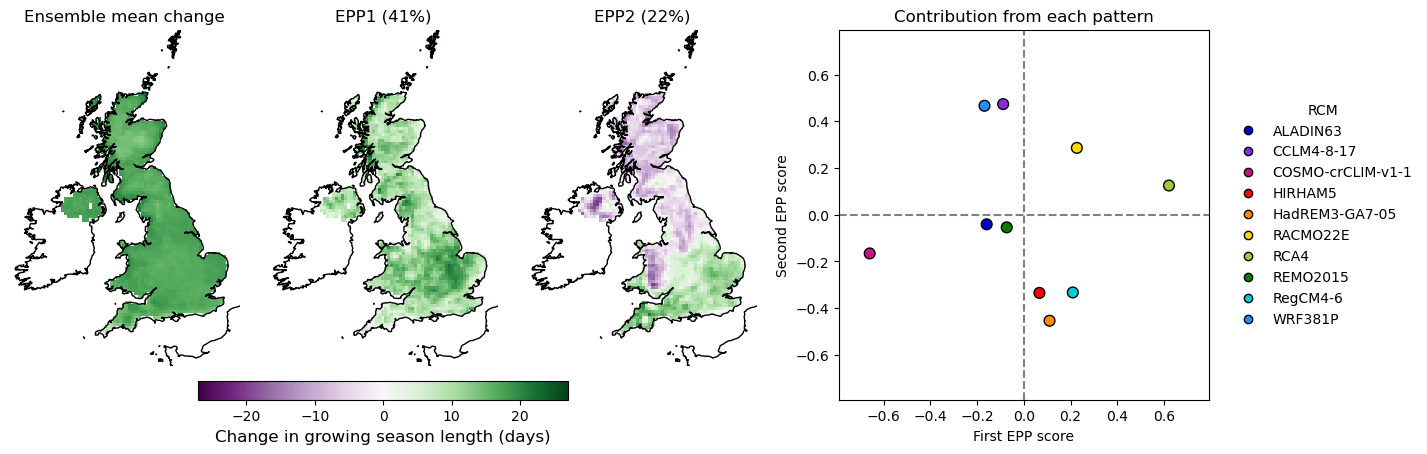 Ensemble mean change
EPP1 (41%)
EPP2 (22%)
−20 −10 0 10 20
Change in growing season length (days)
Contribution from each pattern
Second EPP score
0.6
0.4
0.2
0.0
−0.2
−0.4
−0.6
−0.6 −0.4 −0.2 0.0 0.2 0.4 0.6
First EPP score
RCM
ALADIN63
CCLM4-8-17
COSMO-crCLIM-v1-1
HIRHAM5
HadREM3-GA7-05
RACMO22E
RCA4
REMO2015
RegCM4-6
WRF381P